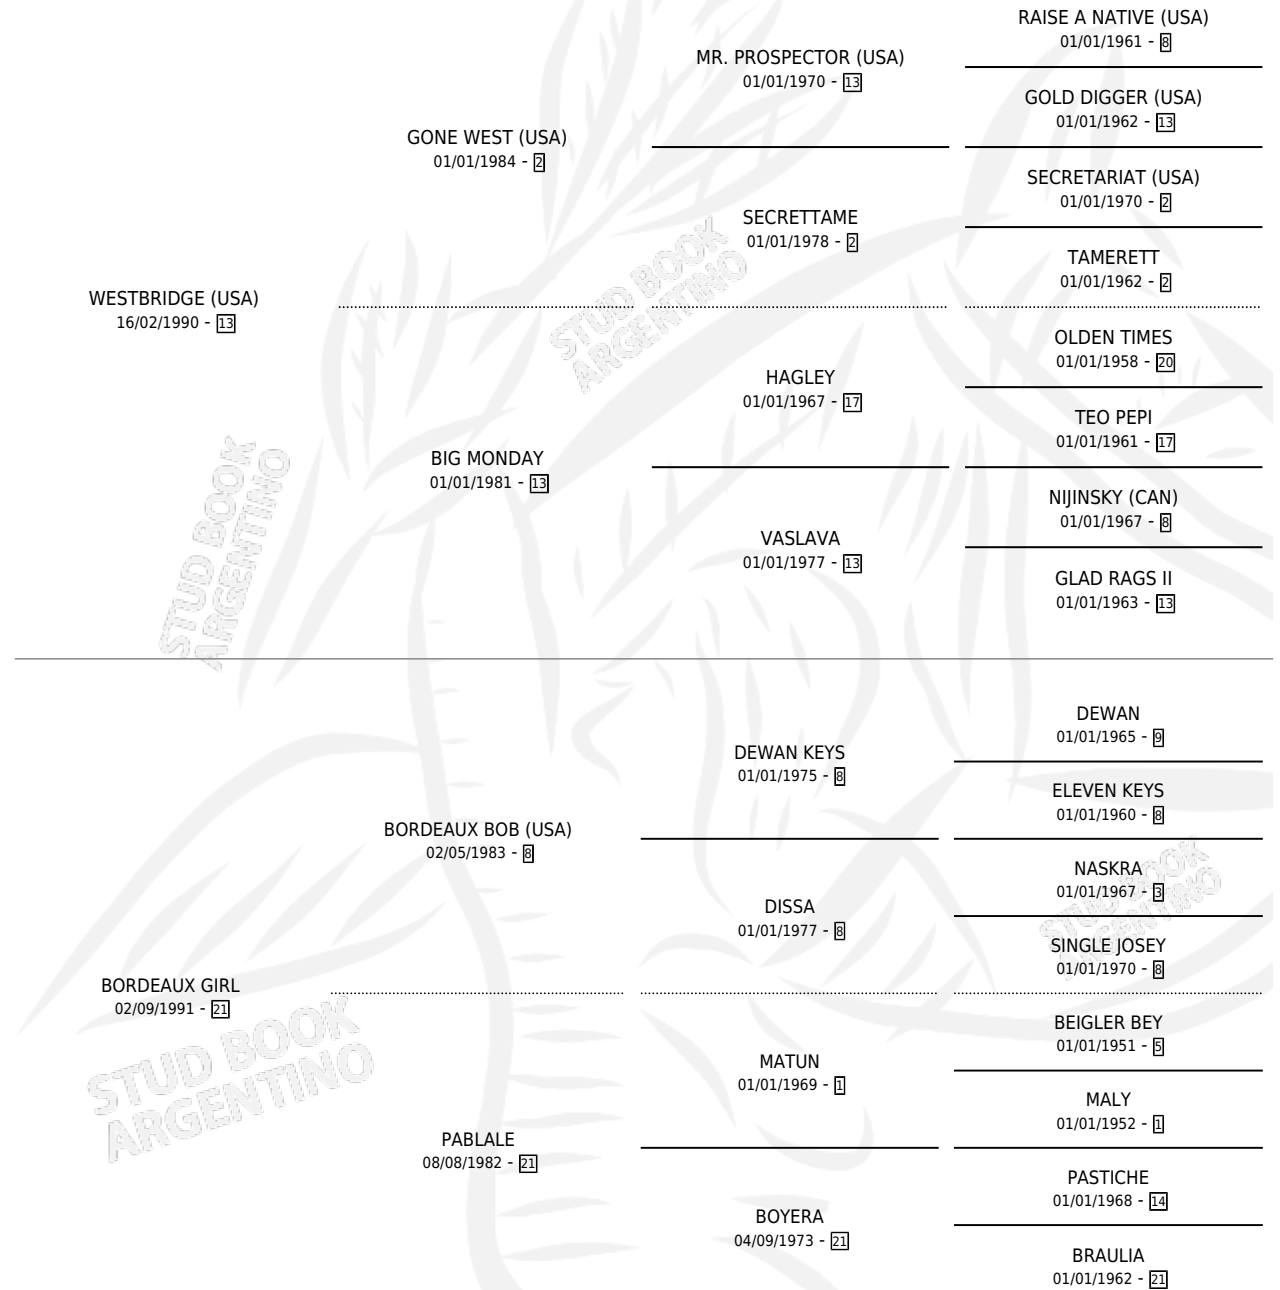 RAISE A NATIVE (USA)
01/01/1961 - 8
MR. PROSPECTOR (USA)
01/01/1970 - 13
GOLD DIGGER (USA)
01/01/1962 - 13
GONE WEST (USA)
01/01/1984 - 2
SECRETARIAT (USA)
01/01/1970 - 2
SECRETTAME
01/01/1978 - 2
TAMERETT
01/01/1962 - 2
WESTBRIDGE (USA)
16/02/1990 - 13
OLDEN TIMES
01/01/1958 - 20
HAGLEY
01/01/1967 - 17
TEO PEPI
01/01/1961 - 17
BIG MONDAY
01/01/1981 - 13
NIJINSKY (CAN)
01/01/1967 - 8
VASLAVA
01/01/1977 - 13
GLAD RAGS II
01/01/1963 - 13
STUD BOOK
ARGENTINO
STUD BOOK
ARGENTINO
DEWAN
01/01/1965 - 9
DEWAN KEYS
01/01/1975 - 8
ELEVEN KEYS
01/01/1960 - 8
BORDEAUX BOB (USA)
02/05/1983 - 8
NASKRA
01/01/1967 - 3
DISSA
01/01/1977 - 8
SINGLE JOSEY
01/01/1970 - 8
BORDEAUX GIRL
02/09/1991 - 21
BEIGLER BEY
01/01/1951 - 5
MATUN
01/01/1969 - 1
MALY
01/01/1952 - 1
PABLALE
08/08/1982 - 21
PASTICHE
01/01/1968 - 14
BOYERA
04/09/1973 - 21
BRAULIA
01/01/1962 - 21
STUD BOOK
ARGENTINO
STUD BOOK
ARGENTINO